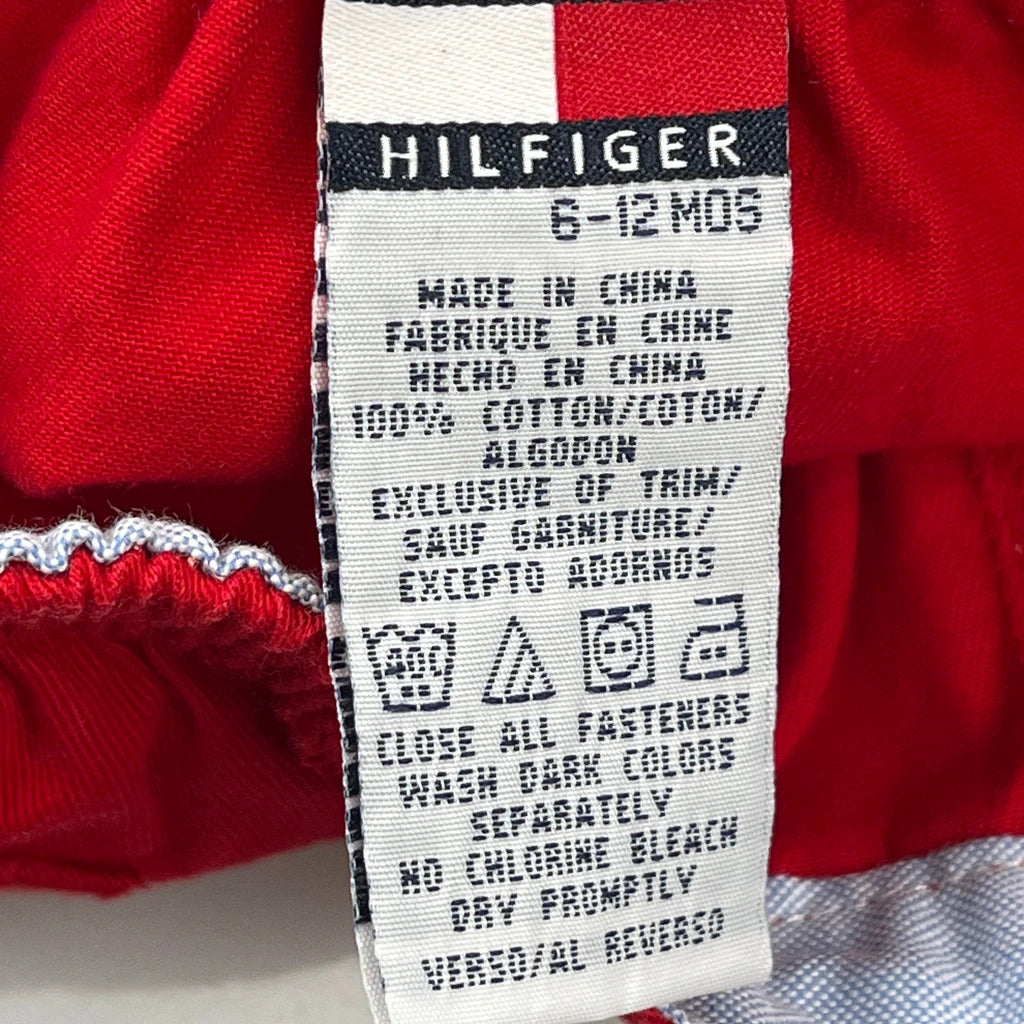 HILFIGER
6-12 MOS
MADE IN CHINA
FABRIQUE EN CHINE
HECHO EN CHINA
100% COTTON/COTON/
ALGODON
EXCLUSIVE OF TRIM/
SAUF GARNITURE/
EXCEPTO ADORNOS
40C
CLOSE ALL FASTENERS
WASH DARK COLORS
SEPARATELY
NO CHLORINE BLEACH
DRY PROMPTLY
VERSO/AL REVERSO